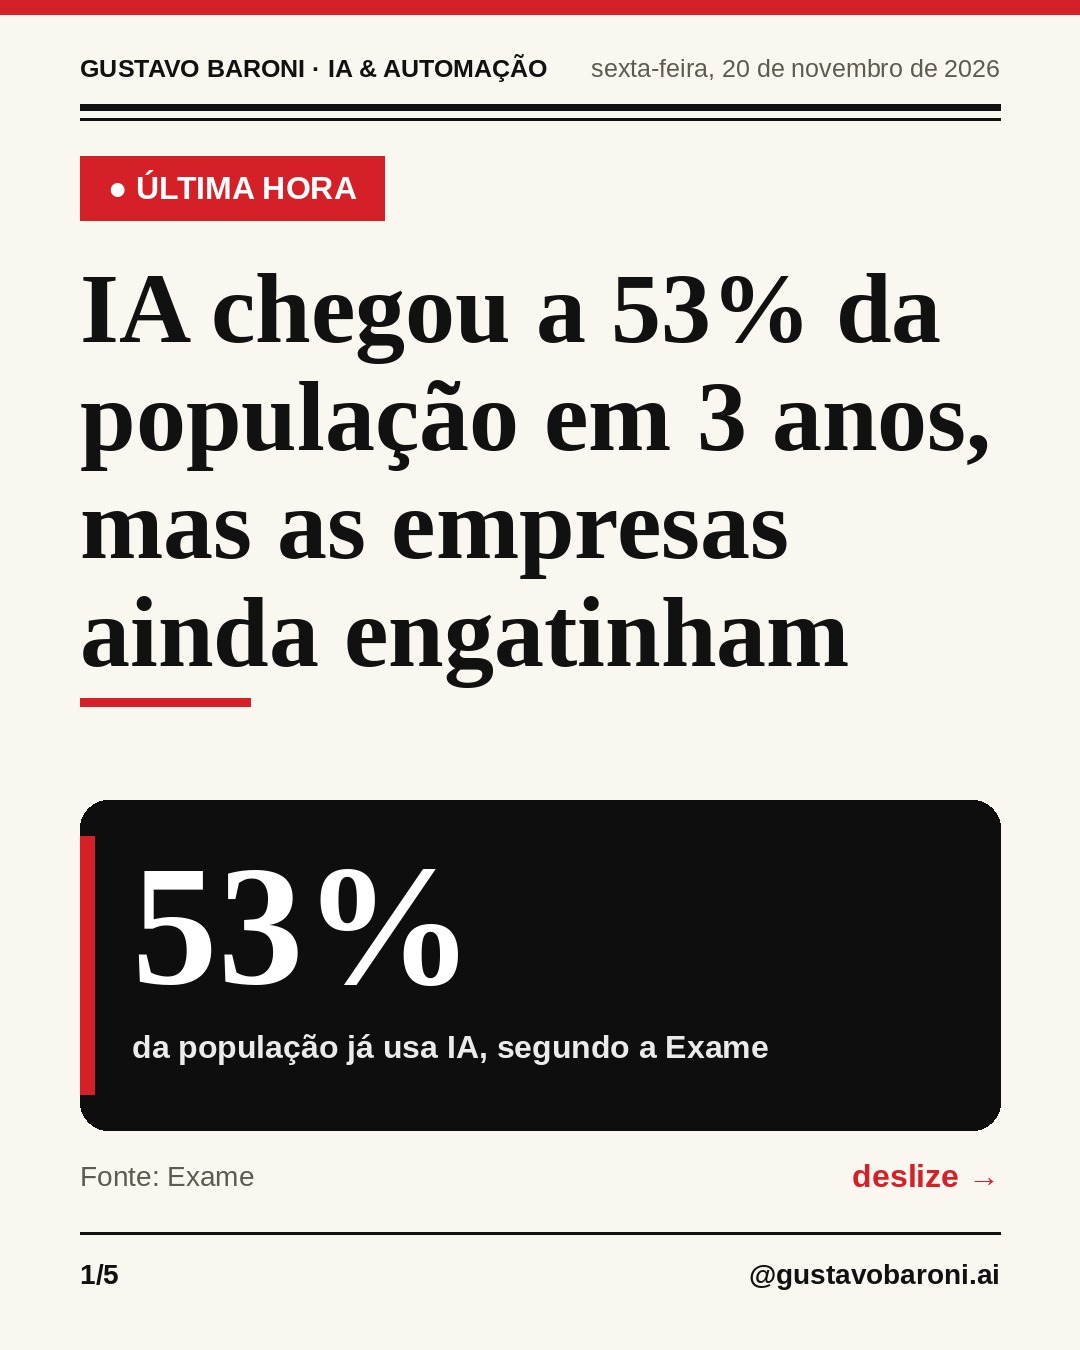 GUSTAVO BARONI · IA & AUTOMAÇÃO
sexta-feira, 20 de novembro de 2026
● ÚLTIMA HORA
IA chegou a 53% da
população em 3 anos,
mas as empresas
ainda engatinham
53%
da população já usa IA, segundo a Exame
Fonte: Exame
deslize →
1/5
@gustavobaroni.ai